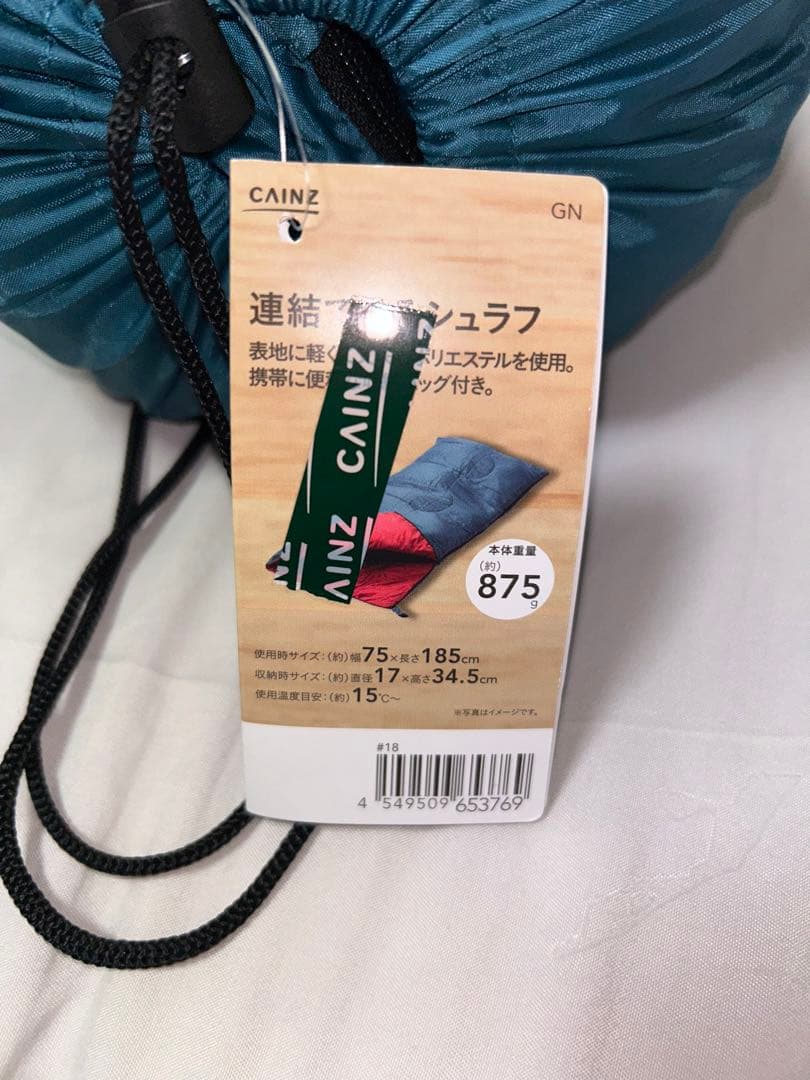 CAINZ
GN
連結 シュラフ
表地に軽く ポリエステルを使用。
携帯に便 ッグ付き。
CAINZ
CAINZ
AINZ
NZ
NZ
本体重量
(約)
875
g
使用時サイズ:(約)幅75×長さ185cm
収納時サイズ:(約)直径17×高さ34.5cm
使用温度目安:(約)15℃～
※写真はイメージです。
#18
4 549509 653769